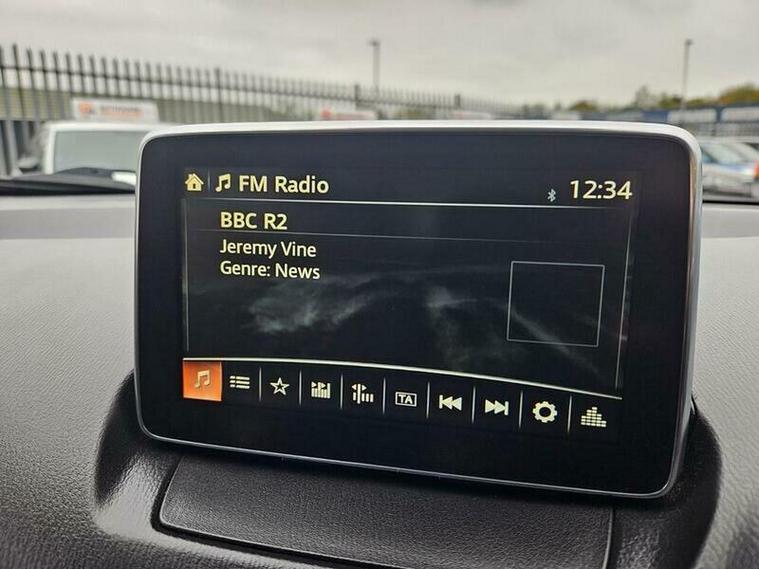 FM Radio
12:34
BBC R2
Jeremy Vine
Genre: News
TA